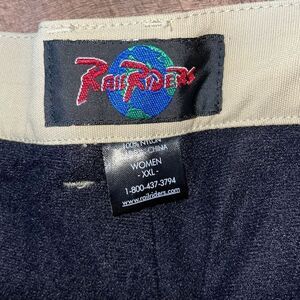 RAILRIDERS
100% NYLON
MADE IN CHINA
WOMEN
- XXL -
1-800-437-3794
www.railriders.com